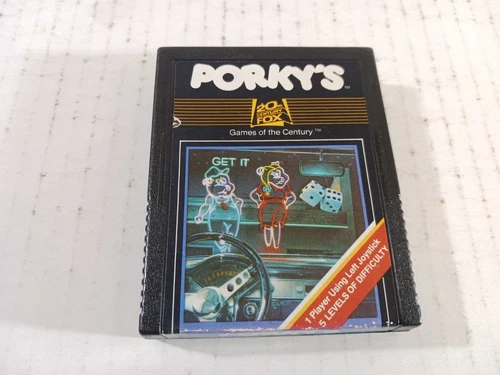 PORKY'S™
20th
CENTURY
FOX
Games of the Century™
GET IT
1 Player Using Left Joystick
5 LEVELS OF DIFFICULTY